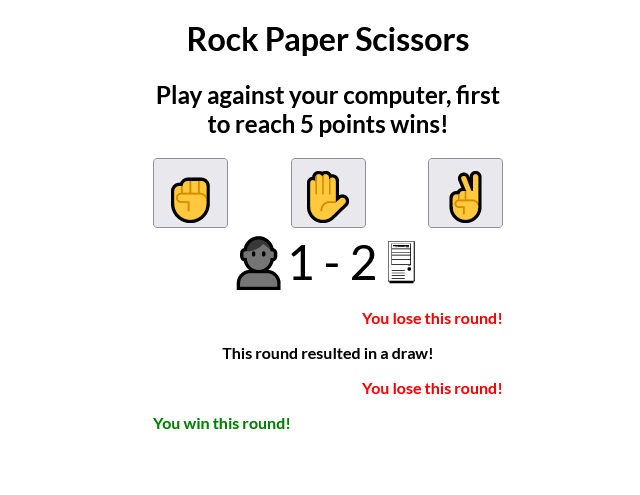 Rock Paper Scissors
Play against your computer, first
to reach 5 points wins!
1 - 2
You lose this round!
This round resulted in a draw!
You lose this round!
You win this round!